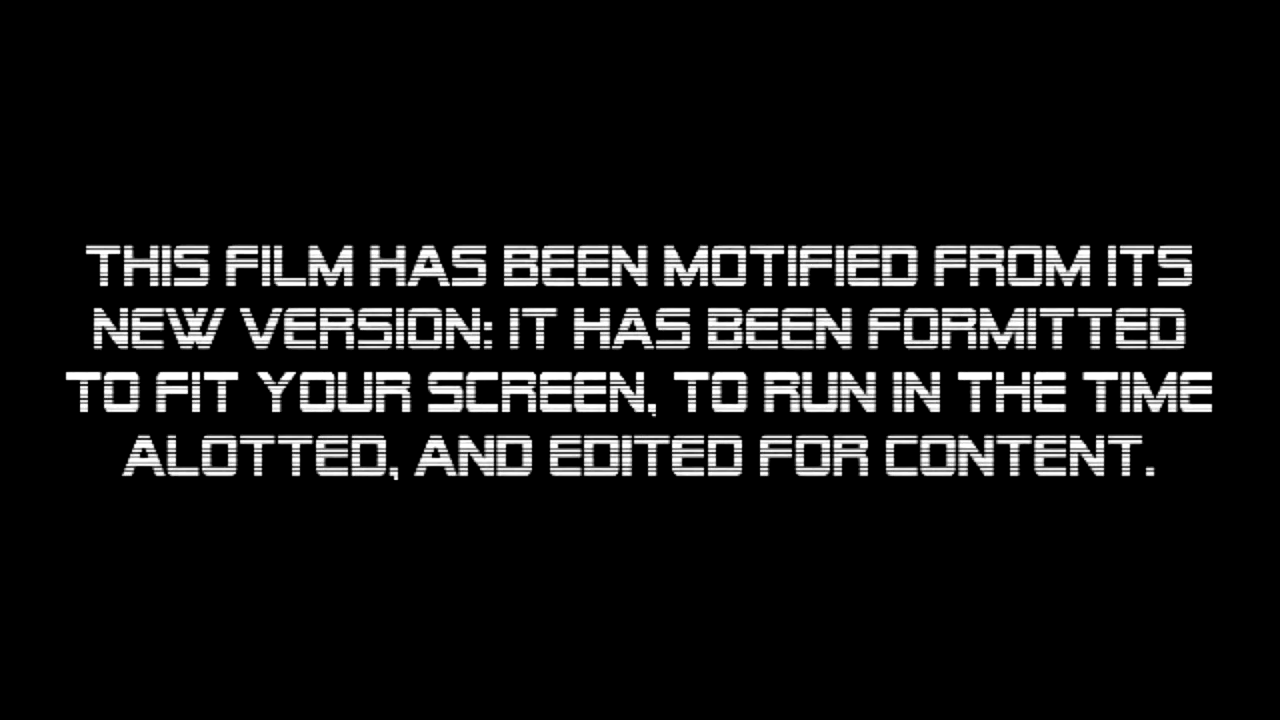 THIS FILM HAS BEEN MOTIFIED FROM ITS
NEW VERSION: IT HAS BEEN FORMITTED
TO FIT YOUR SCREEN, TO RUN IN THE TIME
ALOTTED, AND EDITED FOR CONTENT.